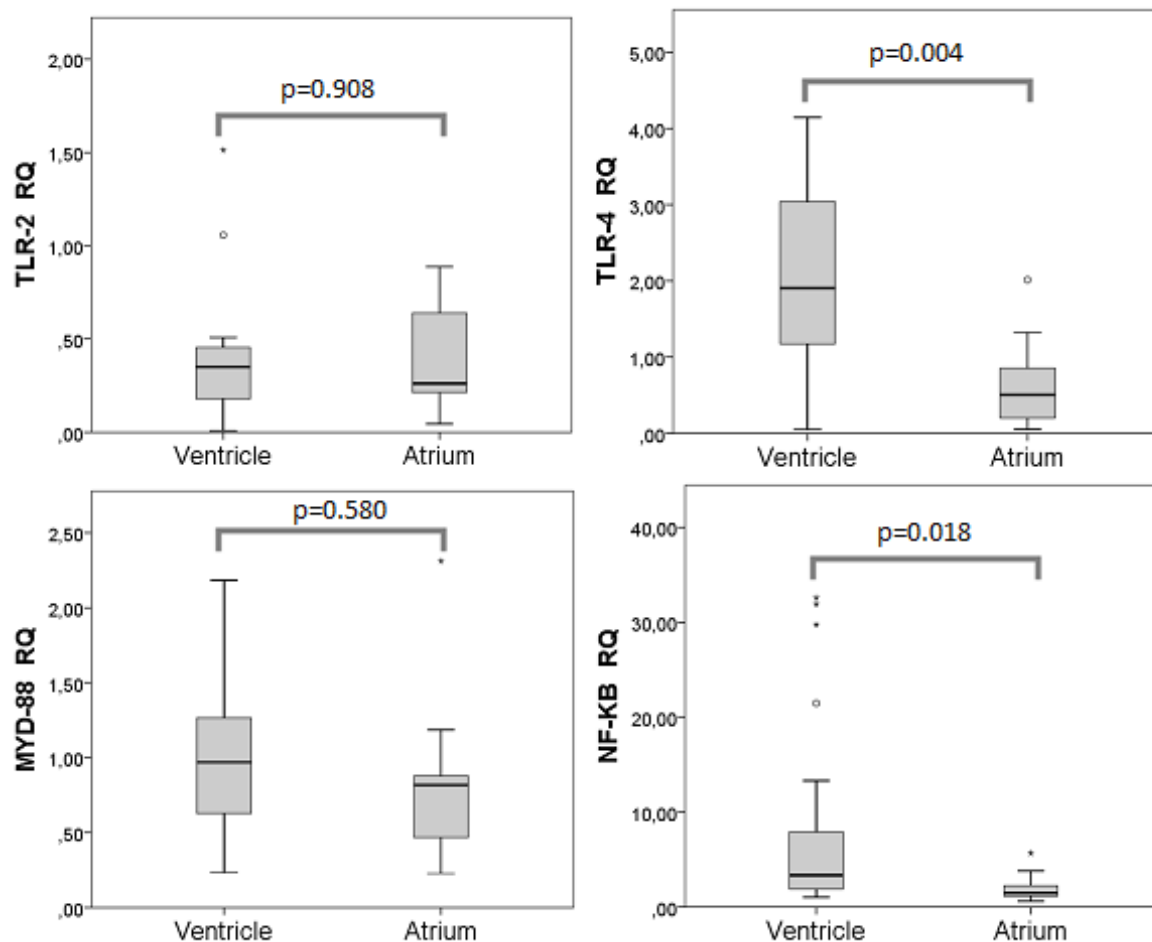 2,00
1,50
1,00
,50
,00
TLR-2 RQ
p=0.908
Ventricle Atrium
5,00
4,00
3,00
2,00
1,00
,00
TLR-4 RQ
p=0.004
Ventricle Atrium
2,50
2,00
1,50
1,00
,50
,00
MYD-88 RQ
p=0.580
Ventricle Atrium
40,00
30,00
20,00
10,00
,00
NF-KB RQ
p=0.018
Ventricle Atrium